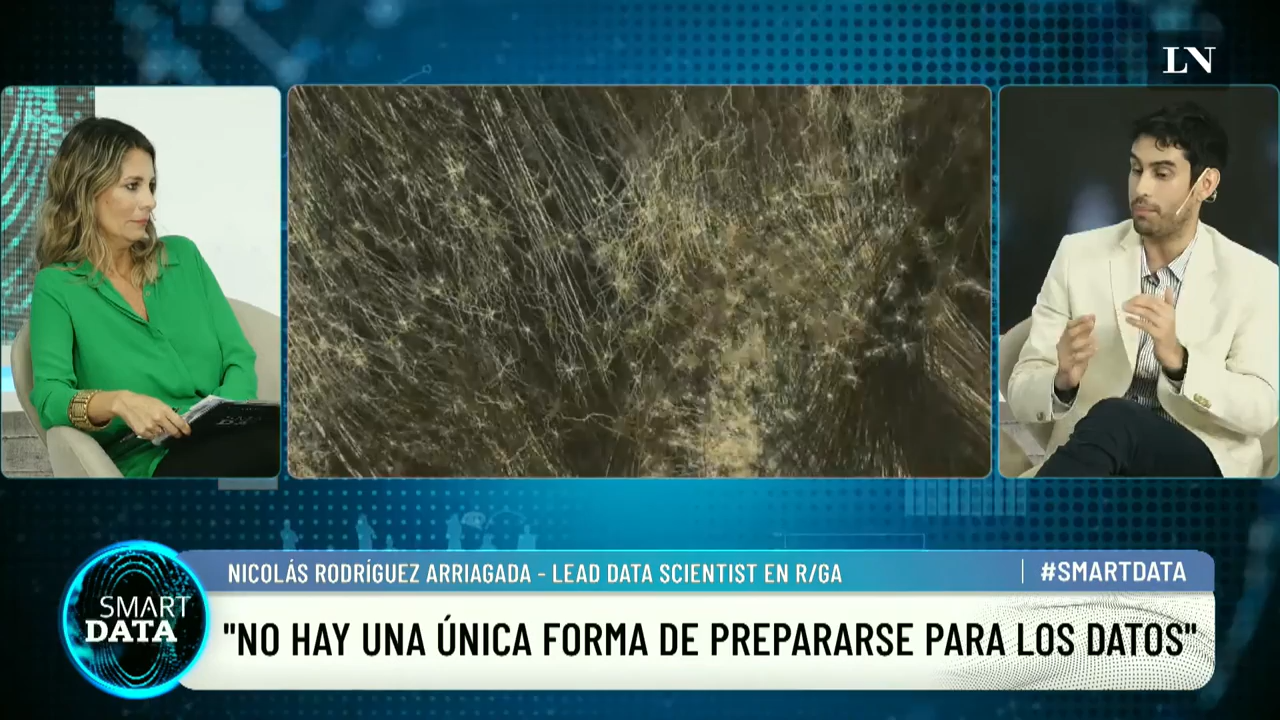 LN
NICOLÁS RODRÍGUEZ ARRIAGADA - LEAD DATA SCIENTIST EN R/GA
#SMARTDATA
SMART
DATA
"NO HAY UNA ÚNICA FORMA DE PREPARARSE PARA LOS DATOS"